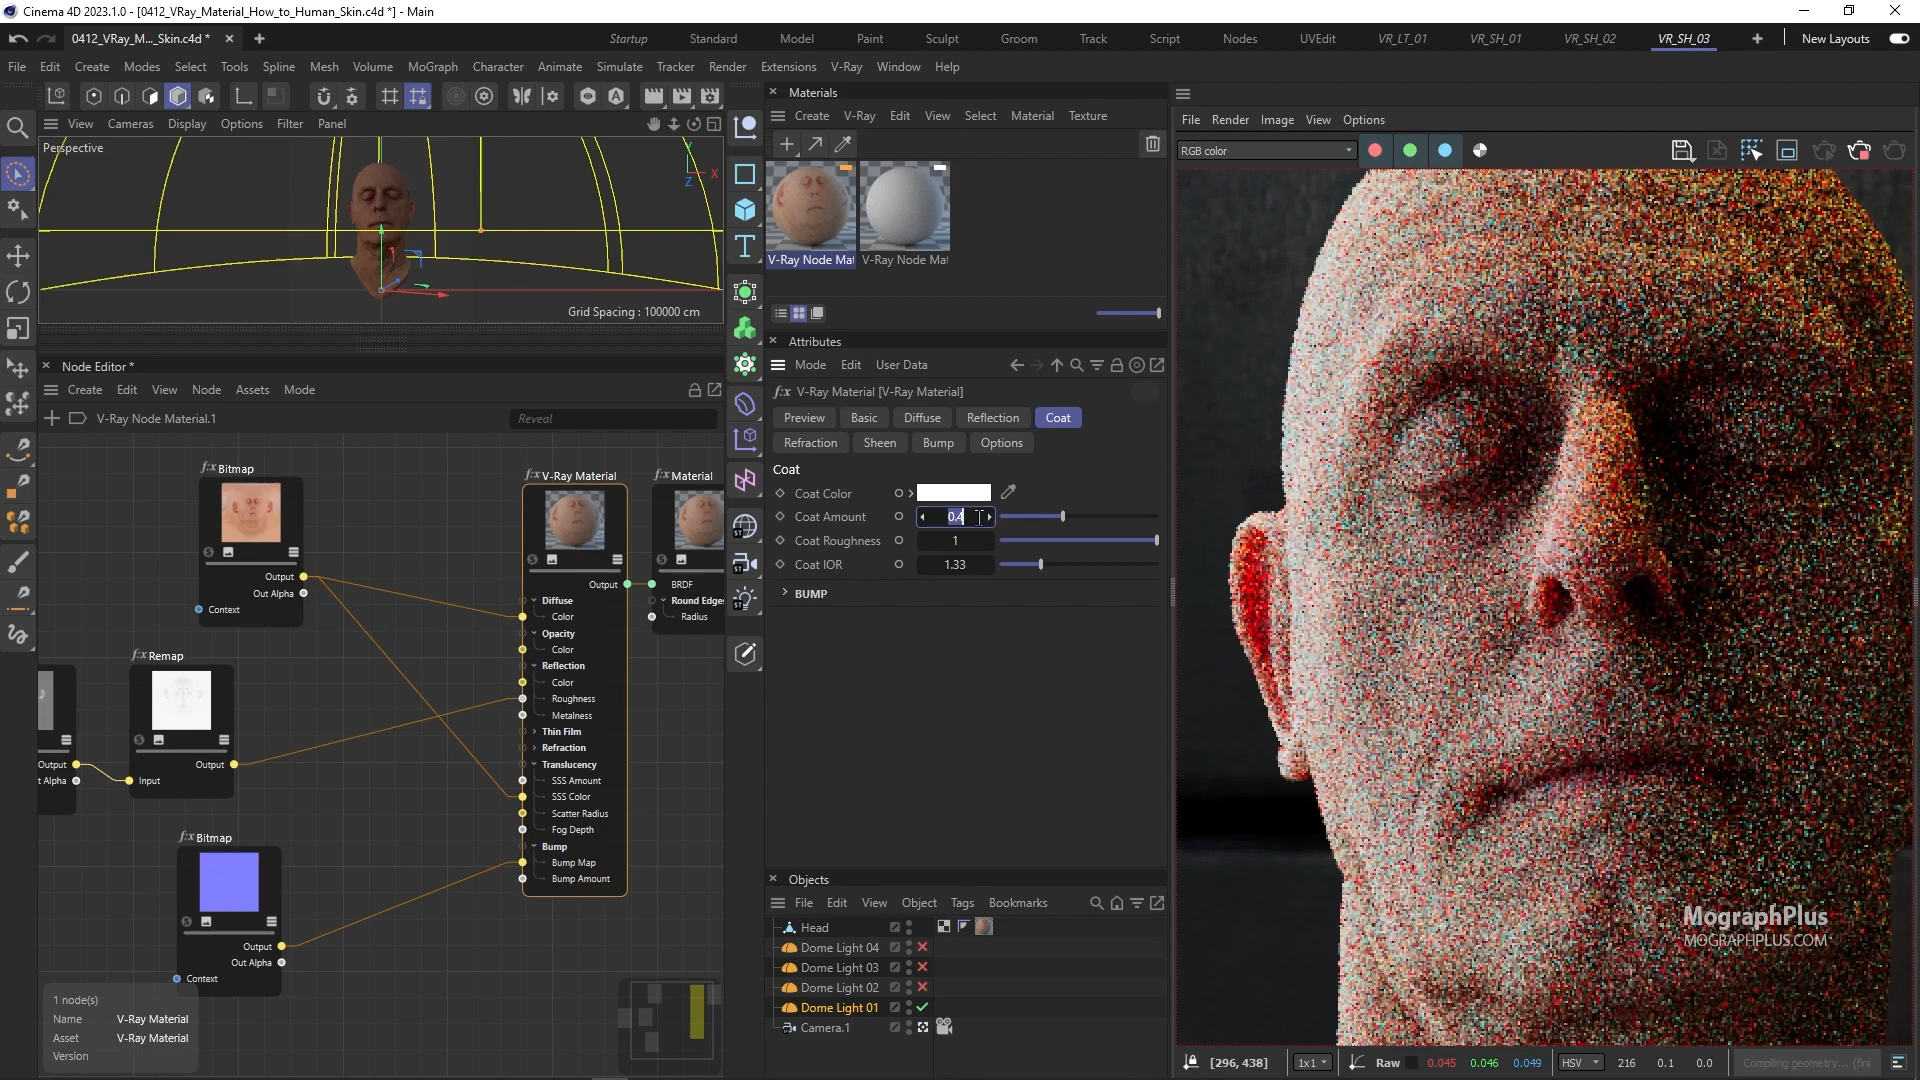 Cinema 4D 2023.1.0 - [0412_VRay_Material_How_to_Human_Skin.c4d *] - Main
0412_VRay_M..._Skin.c4d *
Startup Standard Model Paint Sculpt Groom Track Script Nodes UVEdit VR_LT_01 VR_SH_01 VR_SH_02 VR_SH_03 New Layouts
File Edit Create Modes Select Tools Spline Mesh Volume MoGraph Character Animate Simulate Tracker Render Extensions V-Ray Window Help
View Cameras Display Options Filter Panel
Perspective
Y
X
Z
Grid Spacing : 100000 cm
Node Editor *
Create Edit View Node Assets Mode
V-Ray Node Material.1
Reveal
f:x Bitmap
Output
Out Alpha
Context
f:x Remap
Output
Input
Output
t Alpha
f:x Bitmap
Output
Out Alpha
Context
f:x V-Ray Material
Output
Diffuse
Color
Opacity
Color
Reflection
Color
Roughness
Metalness
Thin Film
Refraction
Translucency
SSS Amount
SSS Color
Scatter Radius
Fog Depth
Bump
Bump Map
Bump Amount
f:x Material
BRDF
Round Edges
Radius
1 node(s)
Name V-Ray Material
Asset V-Ray Material
Version
Materials
Create V-Ray Edit View Select Material Texture
V-Ray Node Mat V-Ray Node Mat
Attributes
Mode Edit User Data
f:x V-Ray Material [V-Ray Material]
Preview Basic Diffuse Reflection Coat
Refraction Sheen Bump Options
Coat
Coat Color
Coat Amount 0.4
Coat Roughness 1
Coat IOR 1.33
BUMP
Objects
File Edit View Object Tags Bookmarks
Head
Dome Light 04
Dome Light 03
Dome Light 02
Dome Light 01
Camera.1
File Render Image View Options
RGB color
MographPlus
MOGRAPHPLUS.COM
[296, 438] 1x1 Raw 0.045 0.046 0.049 HSV 216 0.1 0.0 Compiling geometry... (fini